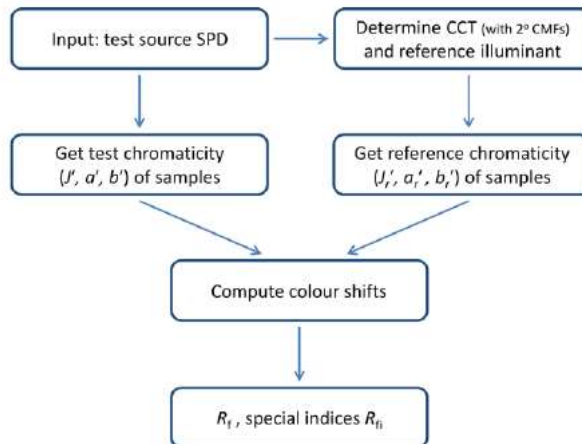 Input: test source SPD
Determine CCT (with 2º CMFs)
and reference illuminant
Get test chromaticity
(J′, a′, b′) of samples
Get reference chromaticity
(Jr′, ar′, br′) of samples
Compute colour shifts
Rf , special indices Rfi